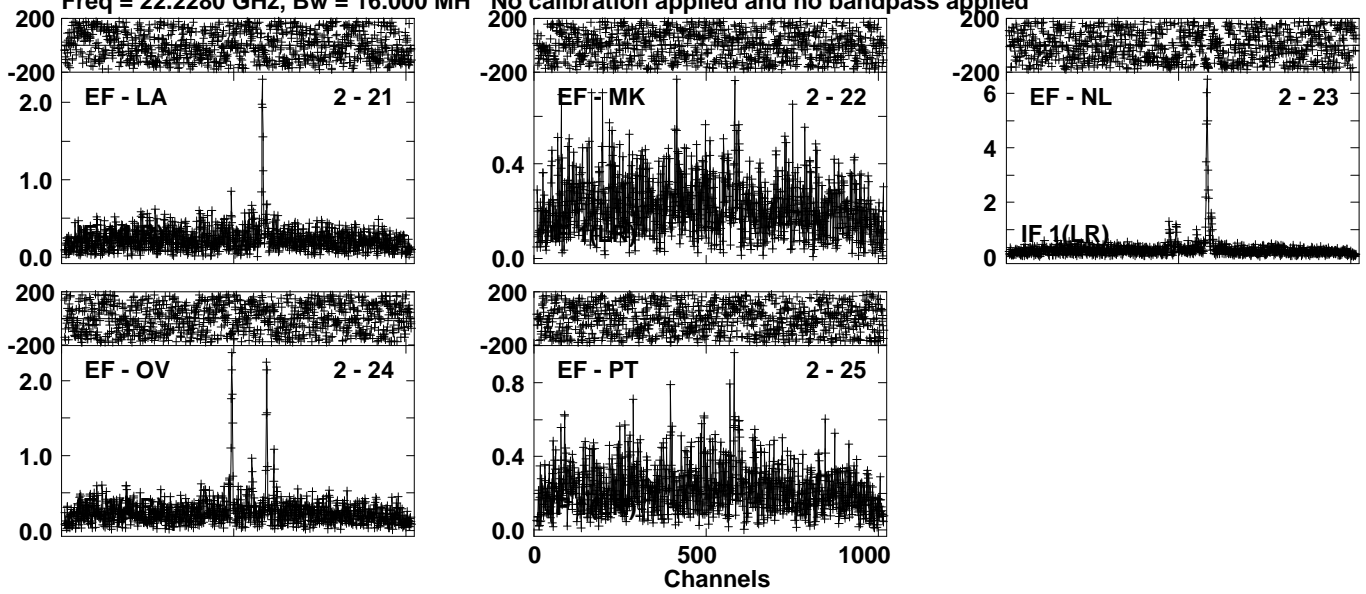 Freq = 22.2280 GHz, Bw = 16.000 MH No calibration applied and no bandpass applied
200
-200
EF - LA 2 - 21
2.0
1.0
0.0
200
-200
EF - MK 2 - 22
0.4
0.0
200
-200
EF - NL 2 - 23
6
4
2
0
IF 1(LR)
200
-200
EF - OV 2 - 24
2.0
1.0
0.0
200
-200
EF - PT 2 - 25
0.8
0.4
0.0
0 500 1000
Channels